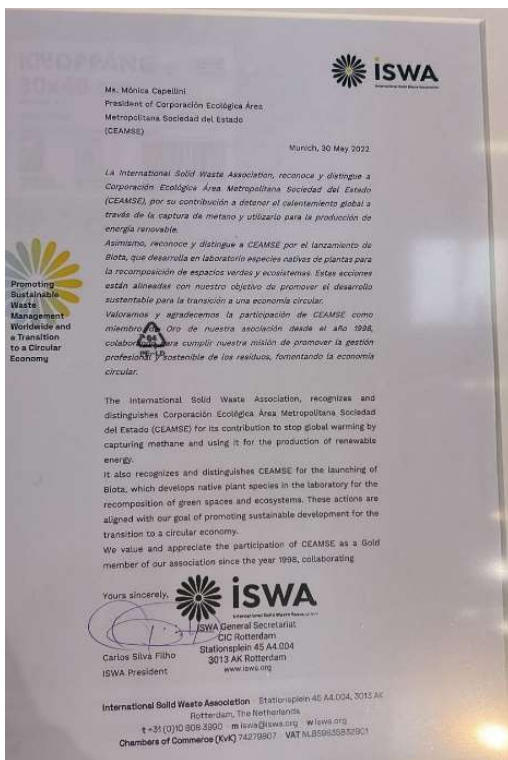 iSWA
International Solid Waste Association
Ms. Mónica Capellini
President of Corporación Ecológica Área
Metropolitana Sociedad del Estado
(CEAMSE)
Munich, 30 May 2022
La International Solid Waste Association, reconoce y distingue a
Corporación Ecológica Área Metropolitana Sociedad del Estado
(CEAMSE), por su contribución a detener el calentamiento global a
través de la captura de metano y utilizarlo para la producción de
energía renovable.
Asimismo, reconoce y distingue a CEAMSE por el lanzamiento de
Biota, que desarrolla en laboratorio especies nativas de plantas para
la recomposición de espacios verdes y ecosistemas. Estas acciones
están alineadas con nuestro objetivo de promover el desarrollo
sustentable para la transición a una economía circular.
Valoramos y agradecemos la participación de CEAMSE como
miembro de Oro de nuestra asociación desde el año 1998,
colaborando para cumplir nuestra misión de promover la gestión
profesional y sostenible de los residuos, fomentando la economía
circular.
Promoting
Sustainable
Waste
Management
Worldwide and
a Transition
to a Circular
Economy
04
PE-LD
The International Solid Waste Association, recognizes and
distinguishes Corporación Ecológica Área Metropolitana Sociedad
del Estado (CEAMSE) for its contribution to stop global warming by
capturing methane and using it for the production of renewable
energy.
It also recognizes and distinguishes CEAMSE for the launching of
Biota, which develops native plant species in the laboratory for the
recomposition of green spaces and ecosystems. These actions are
aligned with our goal of promoting sustainable development for the
transition to a circular economy.
We value and appreciate the participation of CEAMSE as a Gold
member of our association since the year 1998, collaborating
Yours sincerely,
iSWA
International Solid Waste Association
ISWA General Secretariat
CIC Rotterdam
Stationsplein 45 A4.004
3013 AK Rotterdam
www.iswa.org
Carlos Silva Filho
ISWA President
International Solid Waste Association Stationsplein 45 A4.004, 3013 AK
Rotterdam, The Netherlands
t +31 (0)10 808 3990 m iswa@iswa.org w iswa.org
Chambers of Commerce (KvK) 74279807 VAT